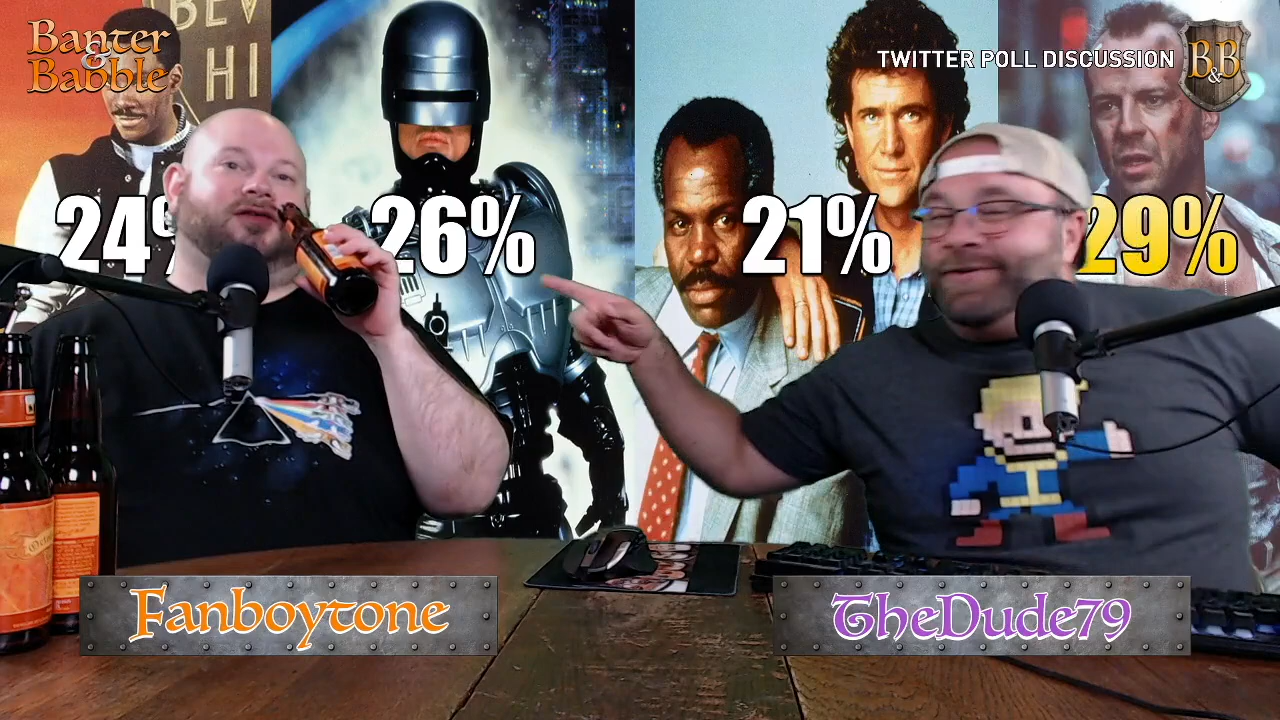 Banter
&
Babble
BEV
HI
TWITTER POLL DISCUSSION
B&B
24%
26%
21%
29%
Fanboytone
TheDude79